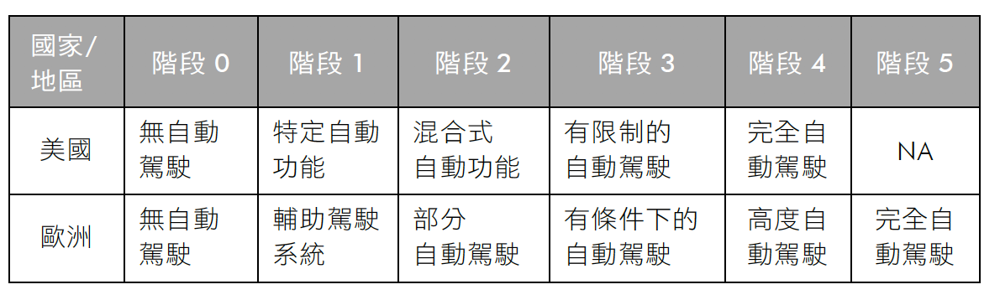 國家/
地區
階段 0
階段 1
階段 2
階段 3
階段 4
階段 5
美國
無自動
駕駛
特定自動
功能
混合式
自動功能
有限制的
自動駕駛
完全自
動駕駛
NA
歐洲
無自動
駕駛
輔助駕駛
系統
部分
自動駕駛
有條件下的
自動駕駛
高度自
動駕駛
完全自
動駕駛